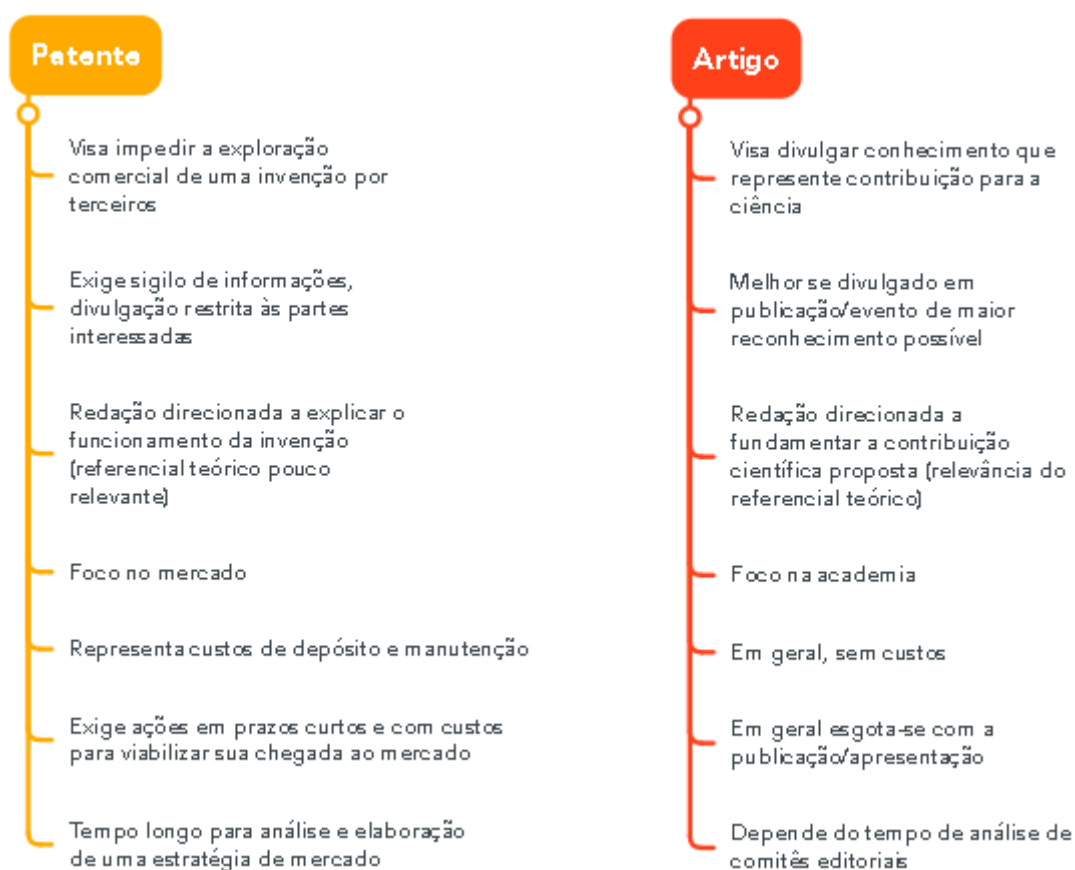 Patente
Visa impedir a exploração
comercial de uma invenção por
terceiros
Exige sigilo de informações,
divulgação restrita às partes
interessadas
Redação direcionada a explicar o
funcionamento da invenção
(referencial teórico pouco
relevante)
Foco no mercado
Representa custos de depósito e manutenção
Exige ações em prazos curtos e com custos
para viabilizar sua chegada ao mercado
Tempo longo para análise e elaboração
de uma estratégia de mercado
Artigo
Visa divulgar conhecimento que
represente contribuição para a
ciência
Melhor se divulgado em
publicação/evento de maior
reconhecimento possível
Redação direcionada a
fundamentar a contribuição
científica proposta (relevância do
referencial teórico)
Foco na academia
Em geral, sem custos
Em geral esgota-se com a
publicação/apresentação
Depende do tempo de análise de
comitês editoriais